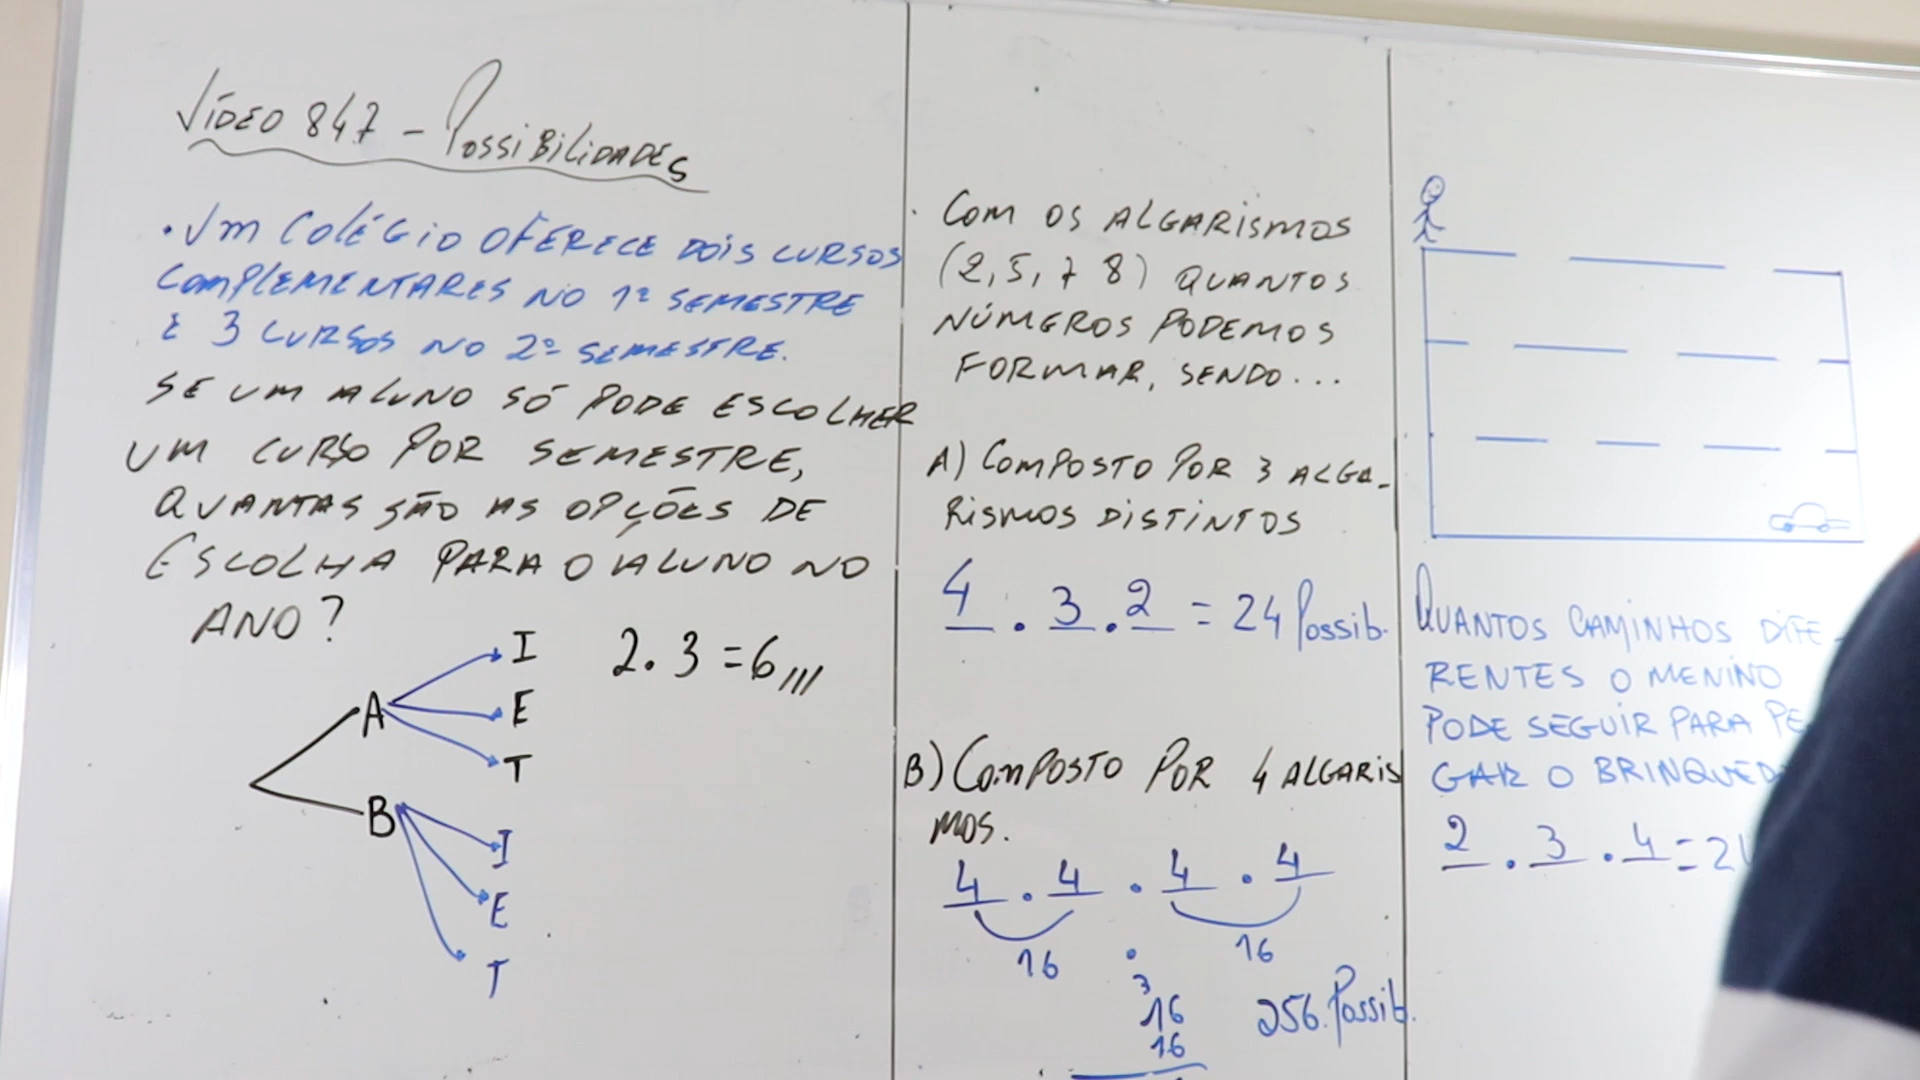 VÍDEO 847 - POSSIBILIDADES
. UM COLÉGIO OFERECE DOIS CURSOS
COMPLEMENTARES NO 1º SEMESTRE
E 3 CURSOS NO 2º SEMESTRE.
SE UM ALUNO SÓ PODE ESCOLHER
UM CURSO POR SEMESTRE,
QUANTAS SÃO AS OPÇÕES DE
ESCOLHA PARA O ALUNO NO
ANO?
2.3=6
A
I
E
T
B
I
E
T
. COM OS ALGARISMOS
(2,5,7 8) QUANTOS
NÚMEROS PODEMOS
FORMAR, SENDO...
A) COMPOSTO POR 3 ALGA-
RISMOS DISTINTOS
4 . 3 . 2 = 24 Possib.
B) COMPOSTO POR 4 ALGARIS
MOS.
4 . 4 . 4 . 4
16 . 16
3
16
16
256 Possib.
QUANTOS CAMINHOS DIFE-
RENTES O MENINO
PODE SEGUIR PARA PE
GAR O BRINQUED
2 . 3 . 4 = 24